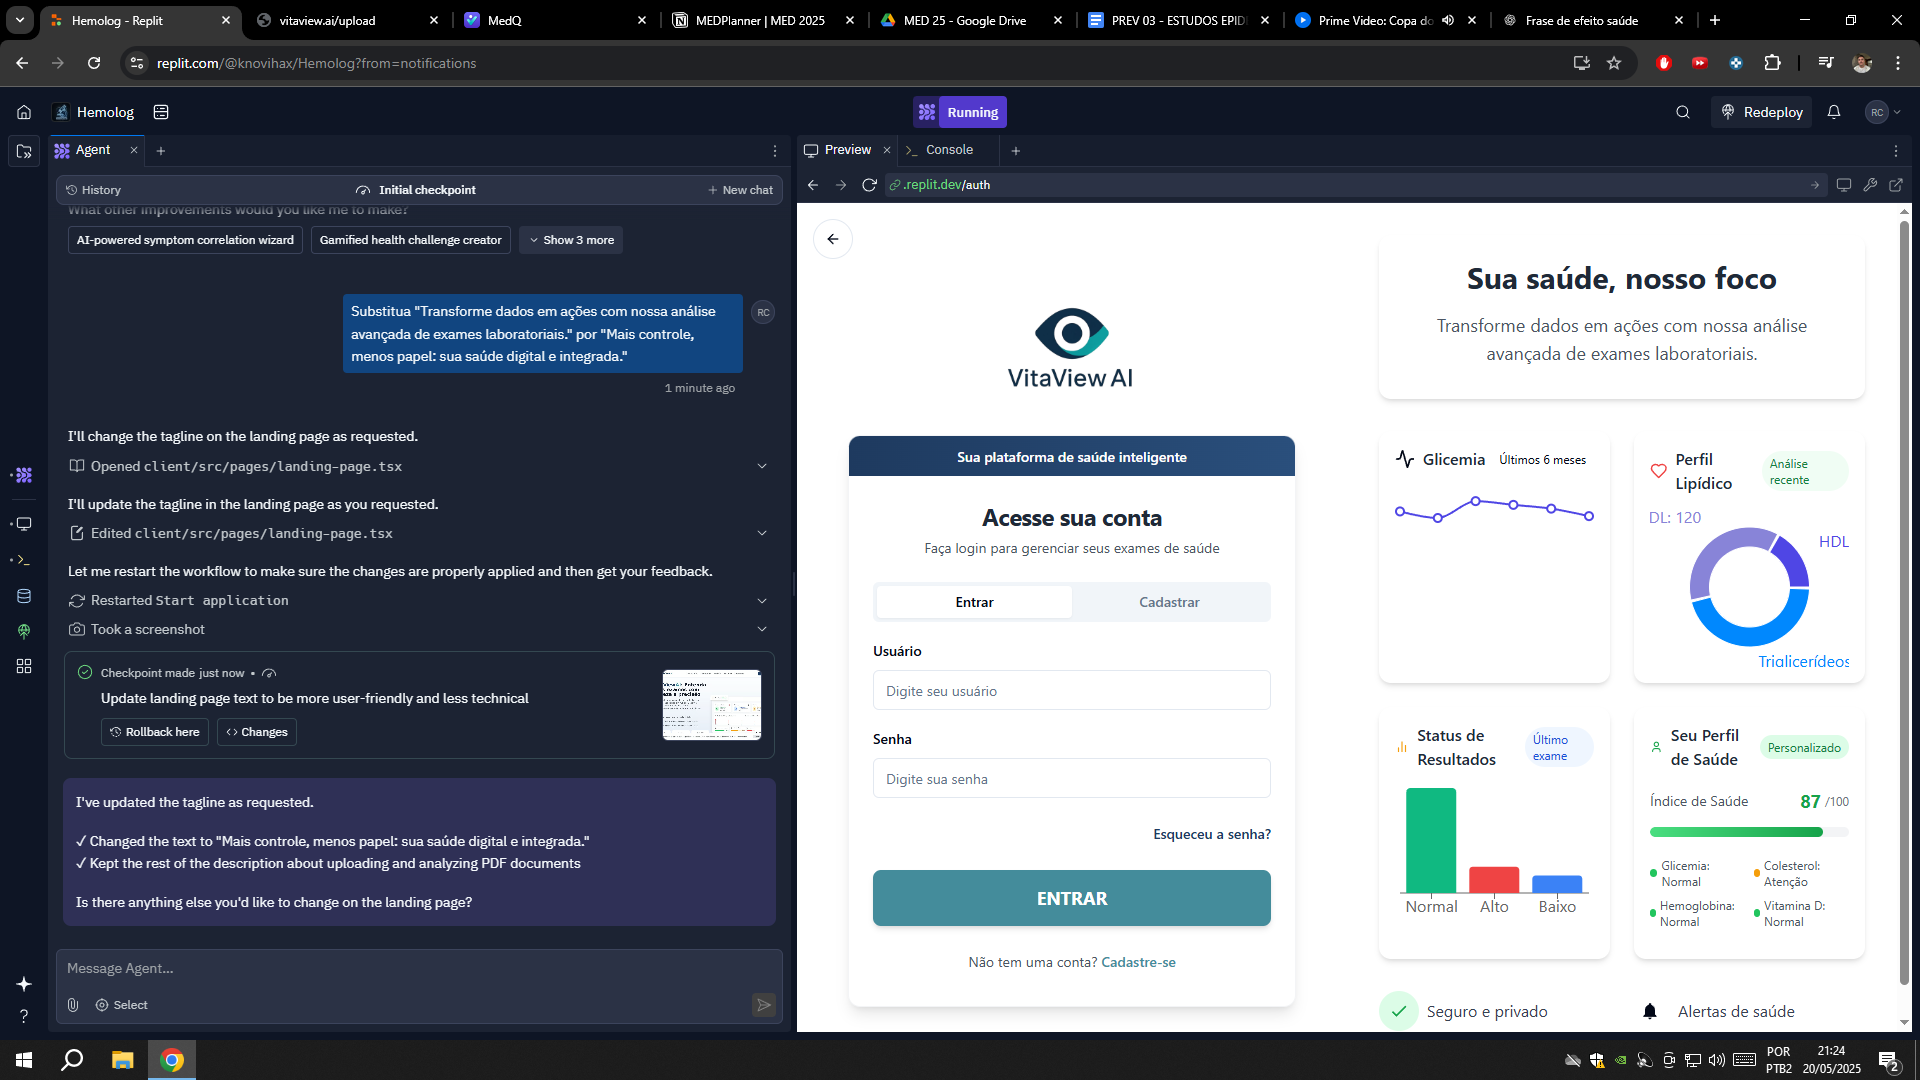 Hemolog - Replit
vitaview.ai/upload
MedQ
MEDPlanner | MED 2025
MED 25 - Google Drive
PREV 03 - ESTUDOS EPID
Prime Video: Copa do
Frase de efeito saúde
replit.com/@knovihax/Hemolog?from=notifications
Hemolog
Running
Redeploy
RC
Agent
Preview
Console
History
Initial checkpoint
New chat
.replit.dev/auth
What other improvements would you like me to make?
AI-powered symptom correlation wizard
Gamified health challenge creator
Show 3 more
Substitua "Transforme dados em ações com nossa análise
avançada de exames laboratoriais." por "Mais controle,
menos papel: sua saúde digital e integrada."
RC
1 minute ago
I'll change the tagline on the landing page as requested.
Opened client/src/pages/landing-page.tsx
I'll update the tagline in the landing page as you requested.
Edited client/src/pages/landing-page.tsx
Let me restart the workflow to make sure the changes are properly applied and then get your feedback.
Restarted Start application
Took a screenshot
Checkpoint made just now •
Update landing page text to be more user-friendly and less technical
Rollback here
Changes
I've updated the tagline as requested.
✓ Changed the text to "Mais controle, menos papel: sua saúde digital e integrada."
✓ Kept the rest of the description about uploading and analyzing PDF documents
Is there anything else you'd like to change on the landing page?
Message Agent...
Select
VitaView AI
Sua plataforma de saúde inteligente
Acesse sua conta
Faça login para gerenciar seus exames de saúde
Entrar
Cadastrar
Usuário
Digite seu usuário
Senha
Digite sua senha
Esqueceu a senha?
ENTRAR
Não tem uma conta? Cadastre-se
Sua saúde, nosso foco
Transforme dados em ações com nossa análise
avançada de exames laboratoriais.
Glicemia
Últimos 6 meses
Perfil
Lipídico
Análise
recente
DL: 120
HDL
Triglicerídeos
Status de
Resultados
Último
exame
Normal
Alto
Baixo
Seu Perfil
de Saúde
Personalizado
Índice de Saúde
87 /100
Glicemia:
Normal
Colesterol:
Atenção
Hemoglobina:
Normal
Vitamina D:
Normal
Seguro e privado
Alertas de saúde
POR
PTB2
21:24
20/05/2025
2